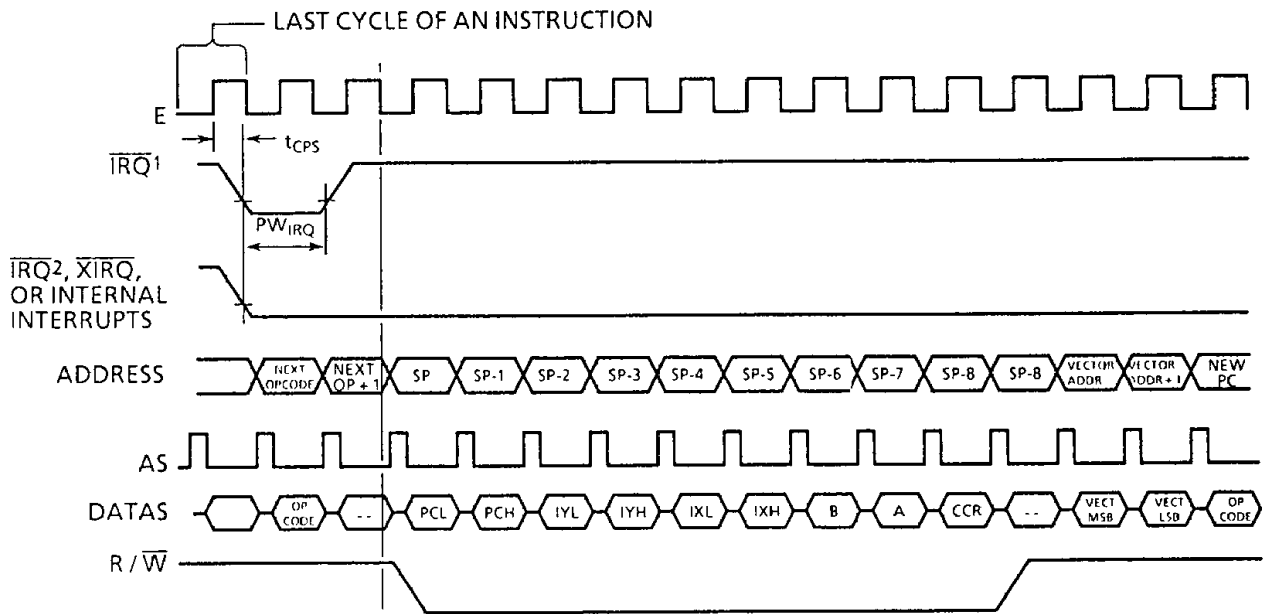 LAST CYCLE OF AN INSTRUCTION
E
tCPS
IRQ1
PWIRQ
IRQ2, XIRQ,
OR INTERNAL
INTERRUPTS
ADDRESS
NEXT OPCODE
NEXT OP + 1
SP
SP-1
SP-2
SP-3
SP-4
SP-5
SP-6
SP-7
SP-8
SP-8
VECTOR ADDR
VECTOR ADDR + 1
NEW PC
AS
DATAS
OP CODE
--
PCL
PCH
IYL
IYH
IXL
IXH
B
A
CCR
--
VECT MSB
VECT LSB
OP CODE
R / W